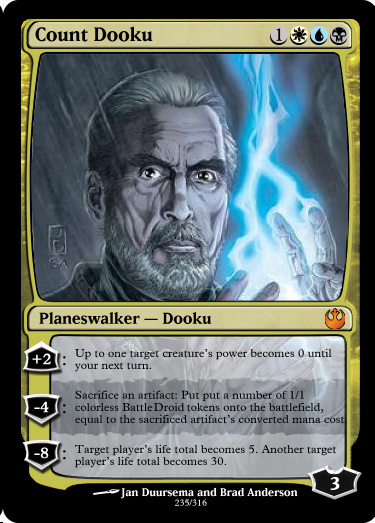 Count Dooku 1
Planeswalker — Dooku
+2: Up to one target creature's power becomes 0 until
your next turn.
Sacrifice an artifact: Put put a number of 1/1
-4: colorless Battle Droid tokens onto the battlefield,
equal to the sacrificed artifact's converted mana cost.
-8: Target player's life total becomes 5. Another target
player's life total becomes 30.
3
Jan Duursema and Brad Anderson
235/316